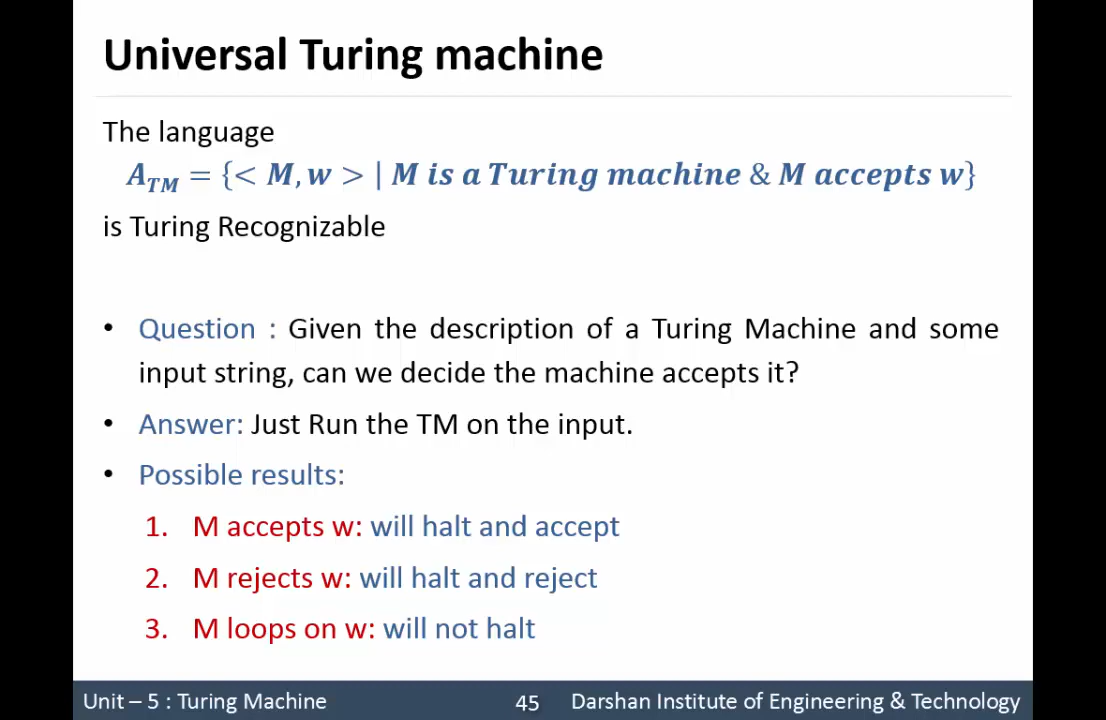 Universal Turing machine
The language
A_TM = {< M, w > | M is a Turing machine & M accepts w}
is Turing Recognizable
• Question : Given the description of a Turing Machine and some
input string, can we decide the machine accepts it?
• Answer: Just Run the TM on the input.
• Possible results:
1. M accepts w: will halt and accept
2. M rejects w: will halt and reject
3. M loops on w: will not halt
Unit – 5 : Turing Machine 45 Darshan Institute of Engineering & Technology